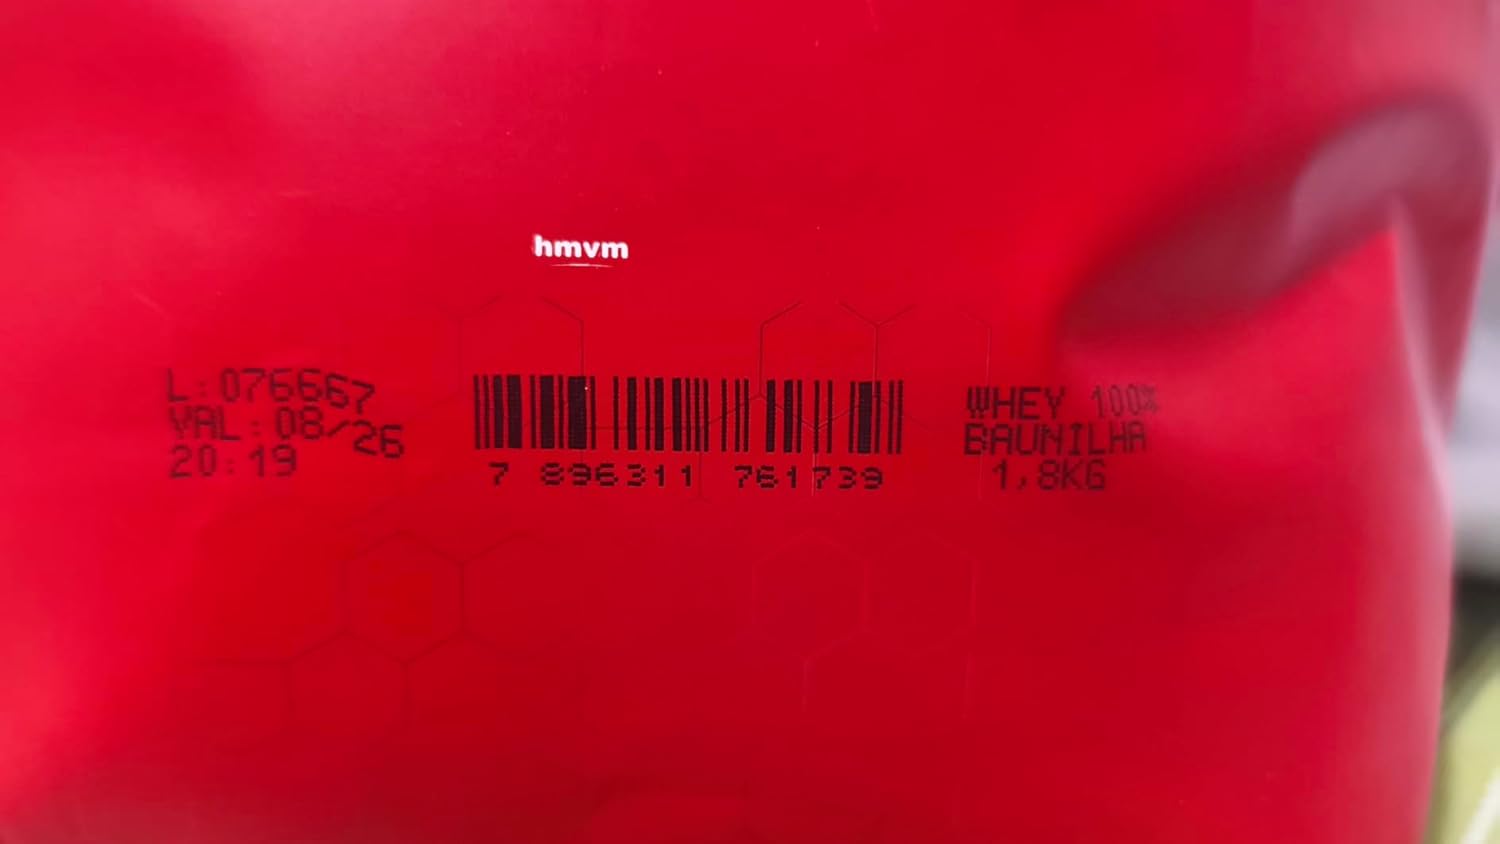 hmvm
L:076667
VAL:08/26
20:19
7 896311 761739
WHEY 100%
BAUNILHA
1,8KG